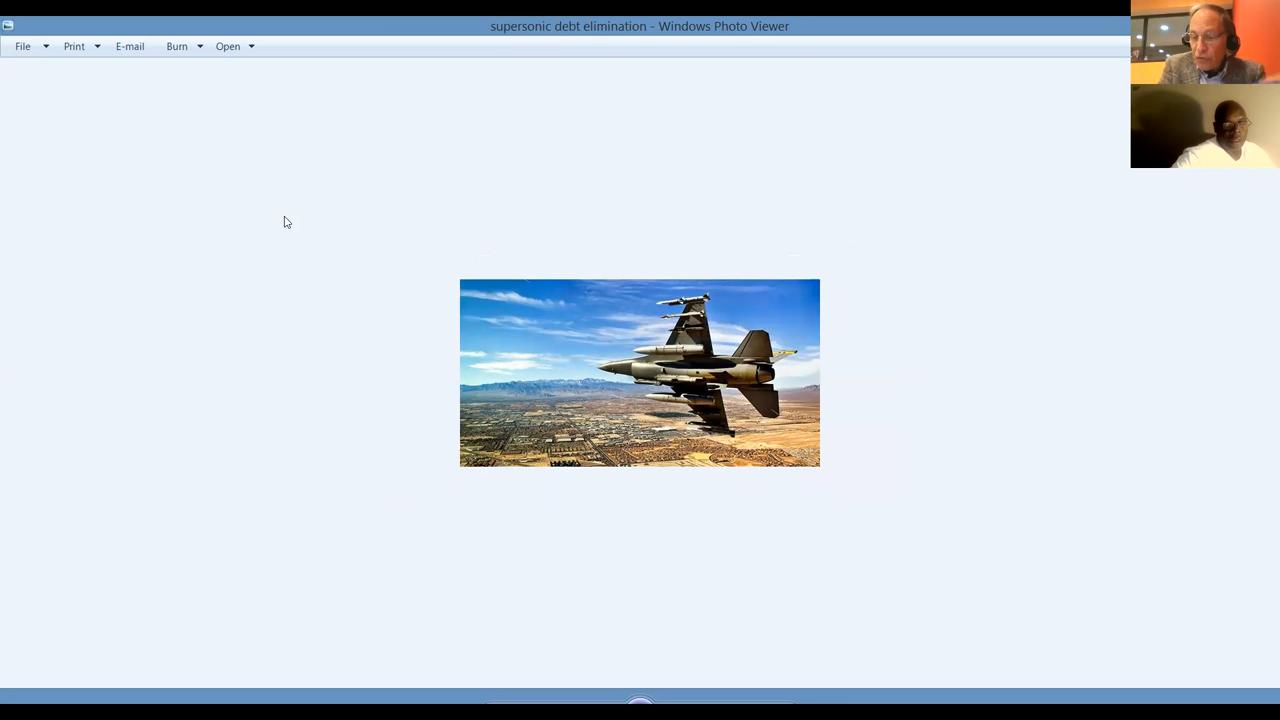 supersonic debt elimination - Windows Photo Viewer
File Print E-mail Burn Open